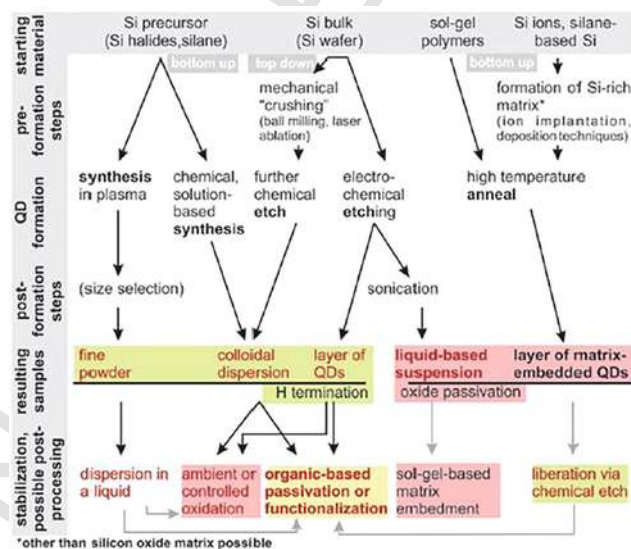 starting
material
Si precursor
(Si halides,silane)
Si bulk
(Si wafer)
sol-gel
polymers
Si ions, silane-
based Si
bottom up
top down
bottom up
pre-
formation
steps
mechanical
"crushing"
(ball milling, laser
ablation)
formation of Si-rich
matrix*
(ion implantation,
deposition techniques)
QD
formation
synthesis
in plasma
chemical,
solution-
based
synthesis
further
chemical
etch
electro-
chemical
etching
high temperature
anneal
post-
formation
steps
(size selection)
sonication
resulting
samples
fine
powder
colloidal
dispersion
layer of
QDs
liquid-based
suspension
layer of matrix-
embedded QDs
H termination
oxide passivation
stabilization,
possible post-
processing
dispersion in
a liquid
ambient or
controlled
oxidation
organic-based
passivation or
functionalization
sol-gel-based
matrix
embedment
liberation via
chemical etch
*other than silicon oxide matrix possible